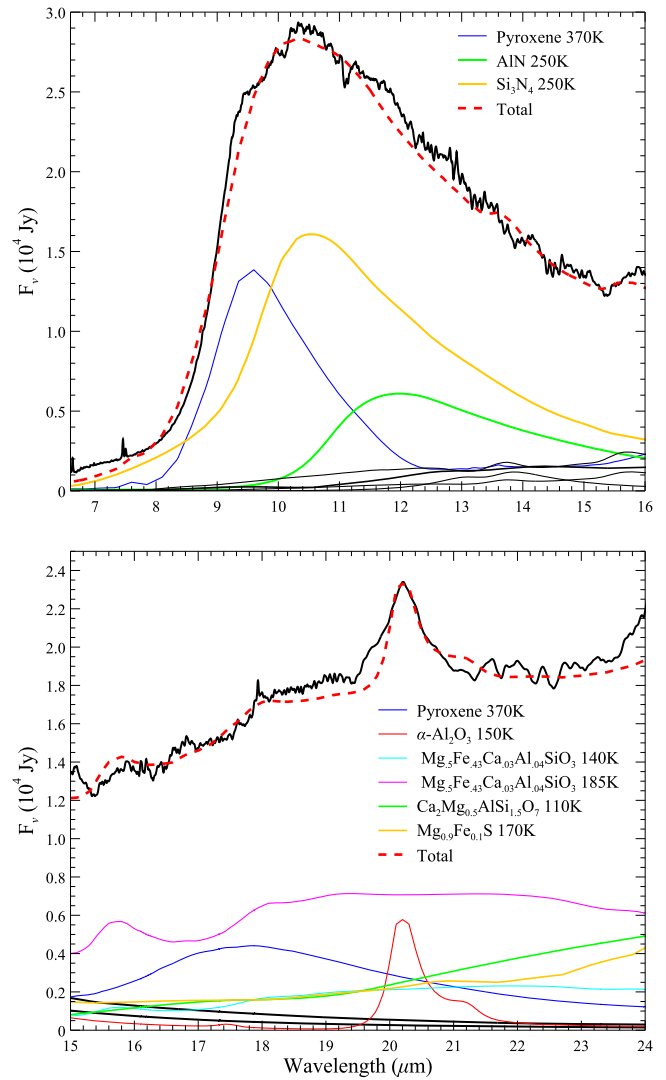 3.0
2.5
2.0
1.5
1.0
0.5
0
F_ν (10^4 Jy)
Pyroxene 370K
AlN 250K
Si₃N₄ 250K
Total
7 8 9 10 11 12 13 14 15 16
2.4
2.2
2.0
1.8
1.6
1.4
1.2
1.0
0.8
0.6
0.4
0.2
0
F_ν (10^4 Jy)
Pyroxene 370K
α-Al₂O₃ 150K
Mg.₅Fe.₄₃Ca.₀₃Al.₀₄SiO₃ 140K
Mg.₅Fe.₄₃Ca.₀₃Al.₀₄SiO₃ 185K
Ca₂Mg₀.₅AlSi₁.₅O₇ 110K
Mg₀.₉Fe₀.₁S 170K
Total
15 16 17 18 19 20 21 22 23 24
Wavelength (μm)